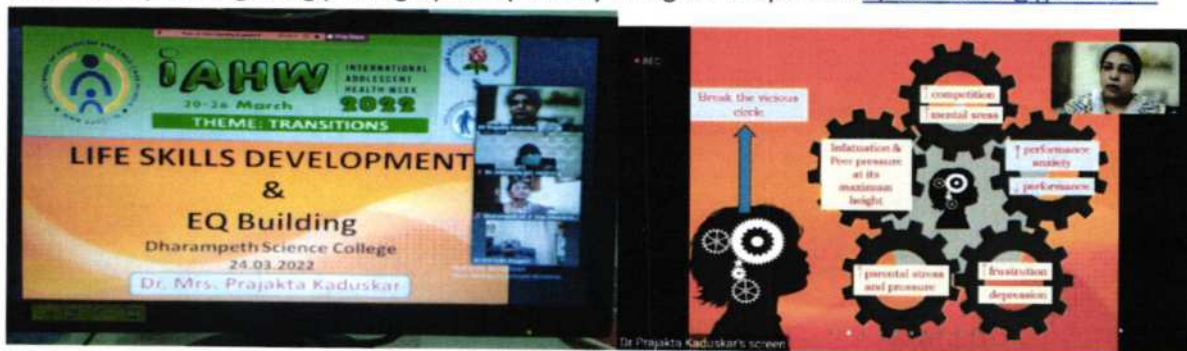 iAHW
INTERNATIONAL
ADOLESCENT
HEALTH WEEK
2022
20-26 March
THEME: TRANSITIONS
LIFE SKILLS DEVELOPMENT
&
EQ Building
Dharampeth Science College
24.03.2022
Dr. Mrs. Prajakta Kaduskar
REC
Break the vicious
circle
↑ competition
↑ mental stress
Infatuation &
Peer pressure
at its
maximum
height
↑ performance
anxiety
↓ performance
↑ parental stress
and pressure
↑ frustration
depression
Dr Prajakta Kaduskar's screen